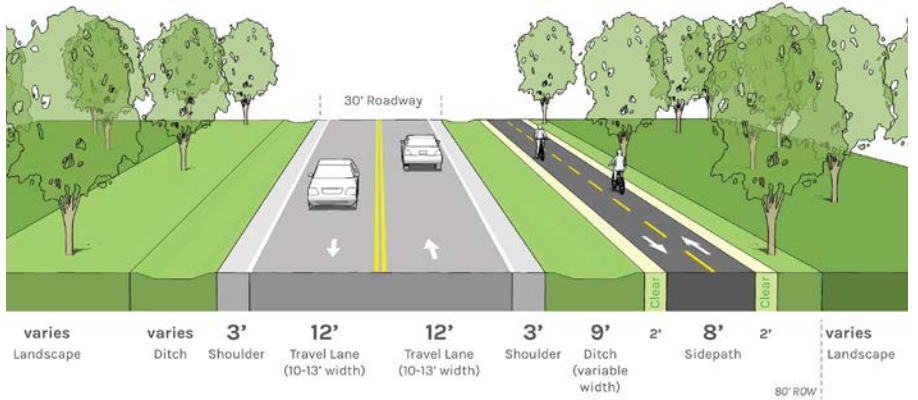 30' Roadway
Clear
Clear
varies
Landscape
varies
Ditch
3'
Shoulder
12'
Travel Lane
(10-13' width)
12'
Travel Lane
(10-13' width)
3'
Shoulder
9'
Ditch
(variable
width)
2'
8'
Sidepath
2'
varies
Landscape
80' ROW